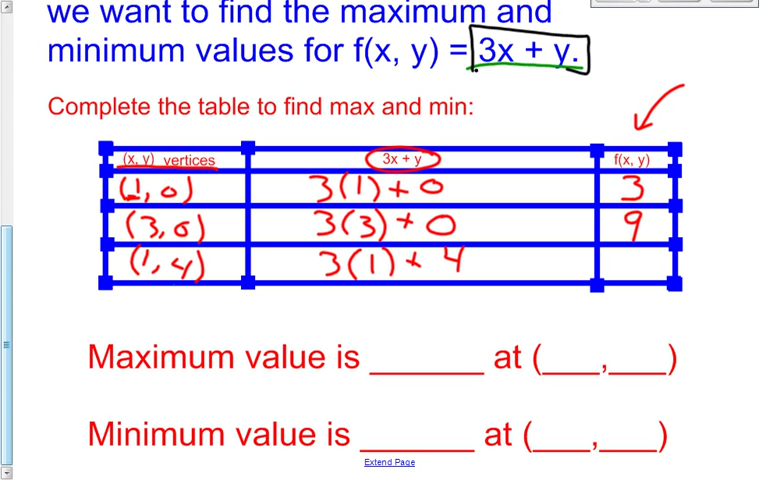 we want to find the maximum and
minimum values for f(x, y) = 3x + y.
Complete the table to find max and min:
(x, y) vertices 3x + y f(x, y)
(1, 0) 3(1) + 0 3
(3, 0) 3(3) + 0 9
(1, 4) 3(1) + 4
Maximum value is ______ at (___,___)
Minimum value is ______ at (___,___)
Extend Page